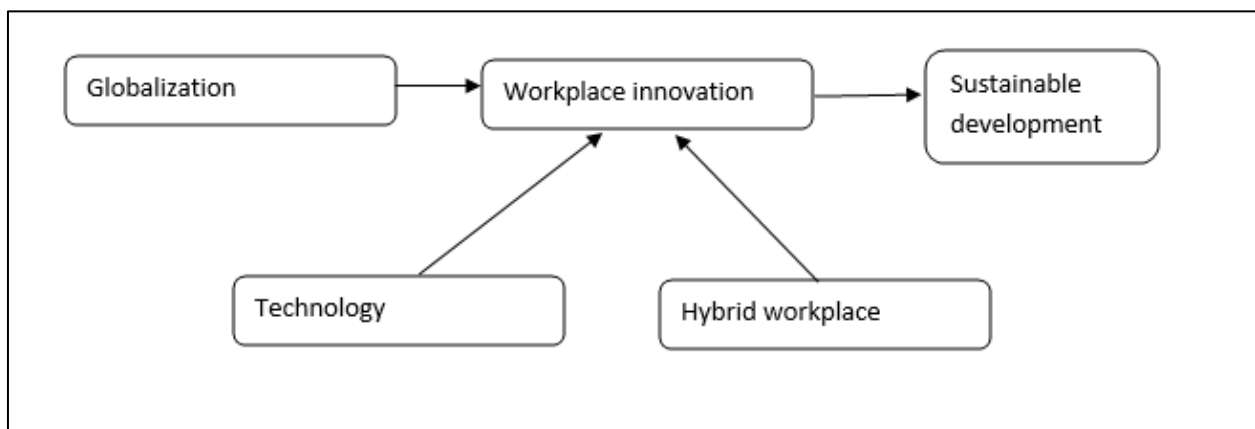 Globalization
Workplace innovation
Sustainable
development
Technology
Hybrid workplace